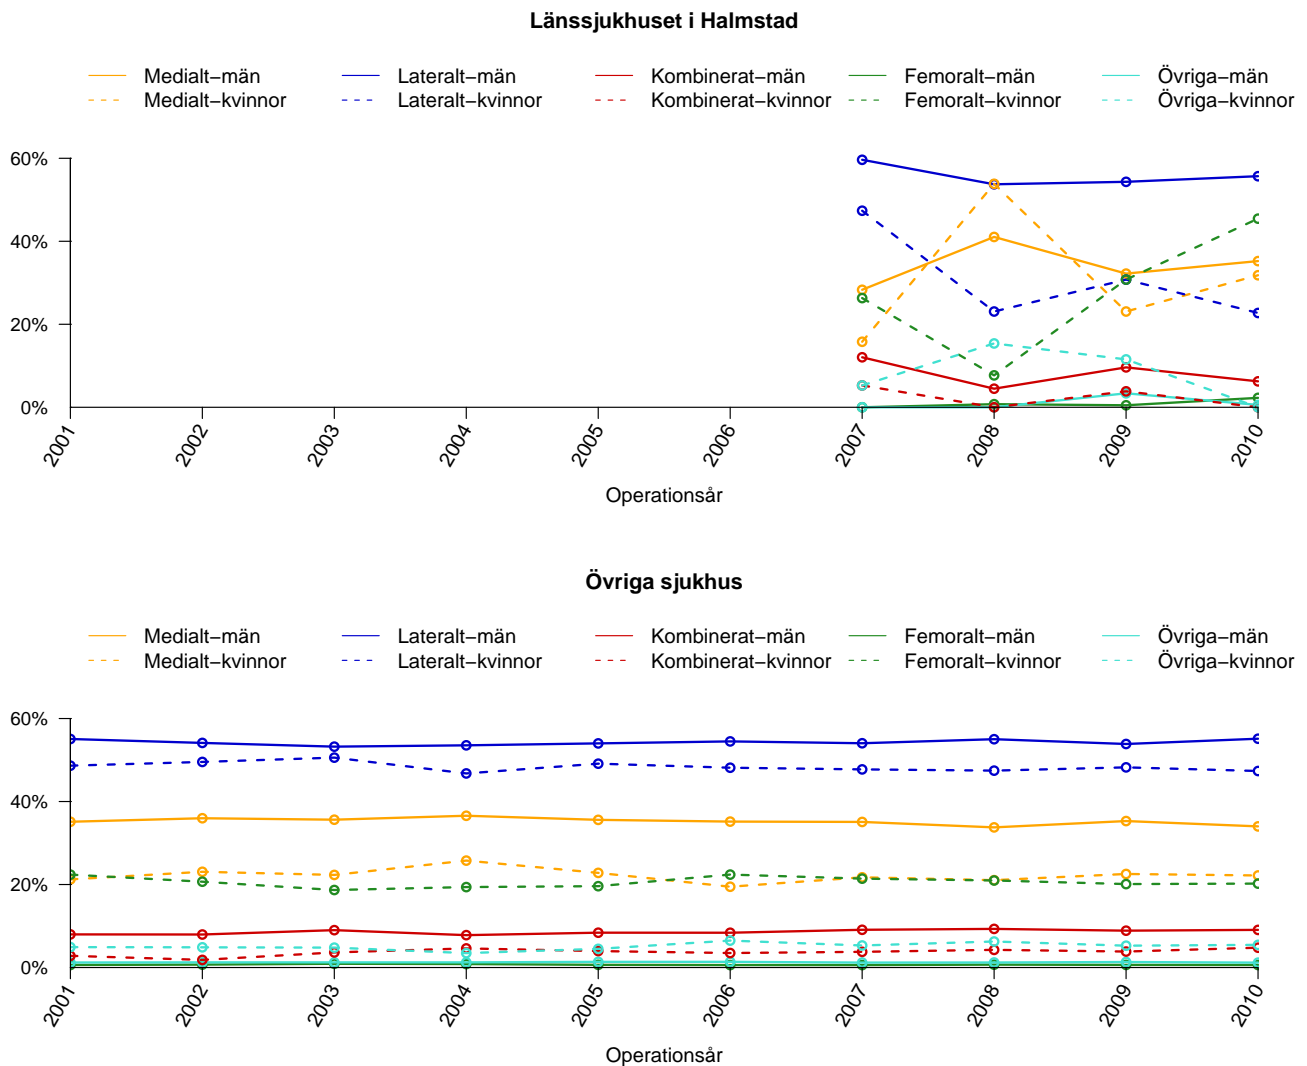 Länssjukhuset i Halmstad
Medialt−män Lateralt−män Kombinerat−män Femoralt−män Övriga−män
Medialt−kvinnor Lateralt−kvinnor Kombinerat−kvinnor Femoralt−kvinnor Övriga−kvinnor
60%
40%
20%
0%
2001 2002 2003 2004 2005 2006 2007 2008 2009 2010
Operationsår
Övriga sjukhus
Medialt−män Lateralt−män Kombinerat−män Femoralt−män Övriga−män
Medialt−kvinnor Lateralt−kvinnor Kombinerat−kvinnor Femoralt−kvinnor Övriga−kvinnor
60%
40%
20%
0%
2001 2002 2003 2004 2005 2006 2007 2008 2009 2010
Operationsår